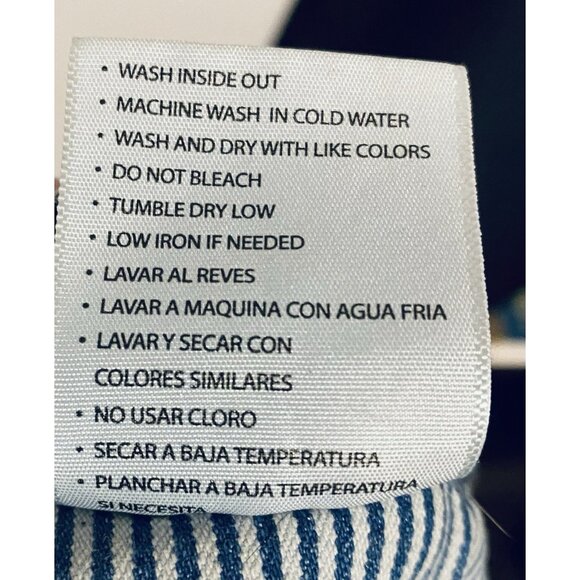 • WASH INSIDE OUT
• MACHINE WASH IN COLD WATER
• WASH AND DRY WITH LIKE COLORS
• DO NOT BLEACH
• TUMBLE DRY LOW
• LOW IRON IF NEEDED
• LAVAR AL REVES
• LAVAR A MAQUINA CON AGUA FRIA
• LAVAR Y SECAR CON
COLORES SIMILARES
• NO USAR CLORO
• SECAR A BAJA TEMPERATURA
• PLANCHAR A BAJA TEMPERATURA
SI NECESITA